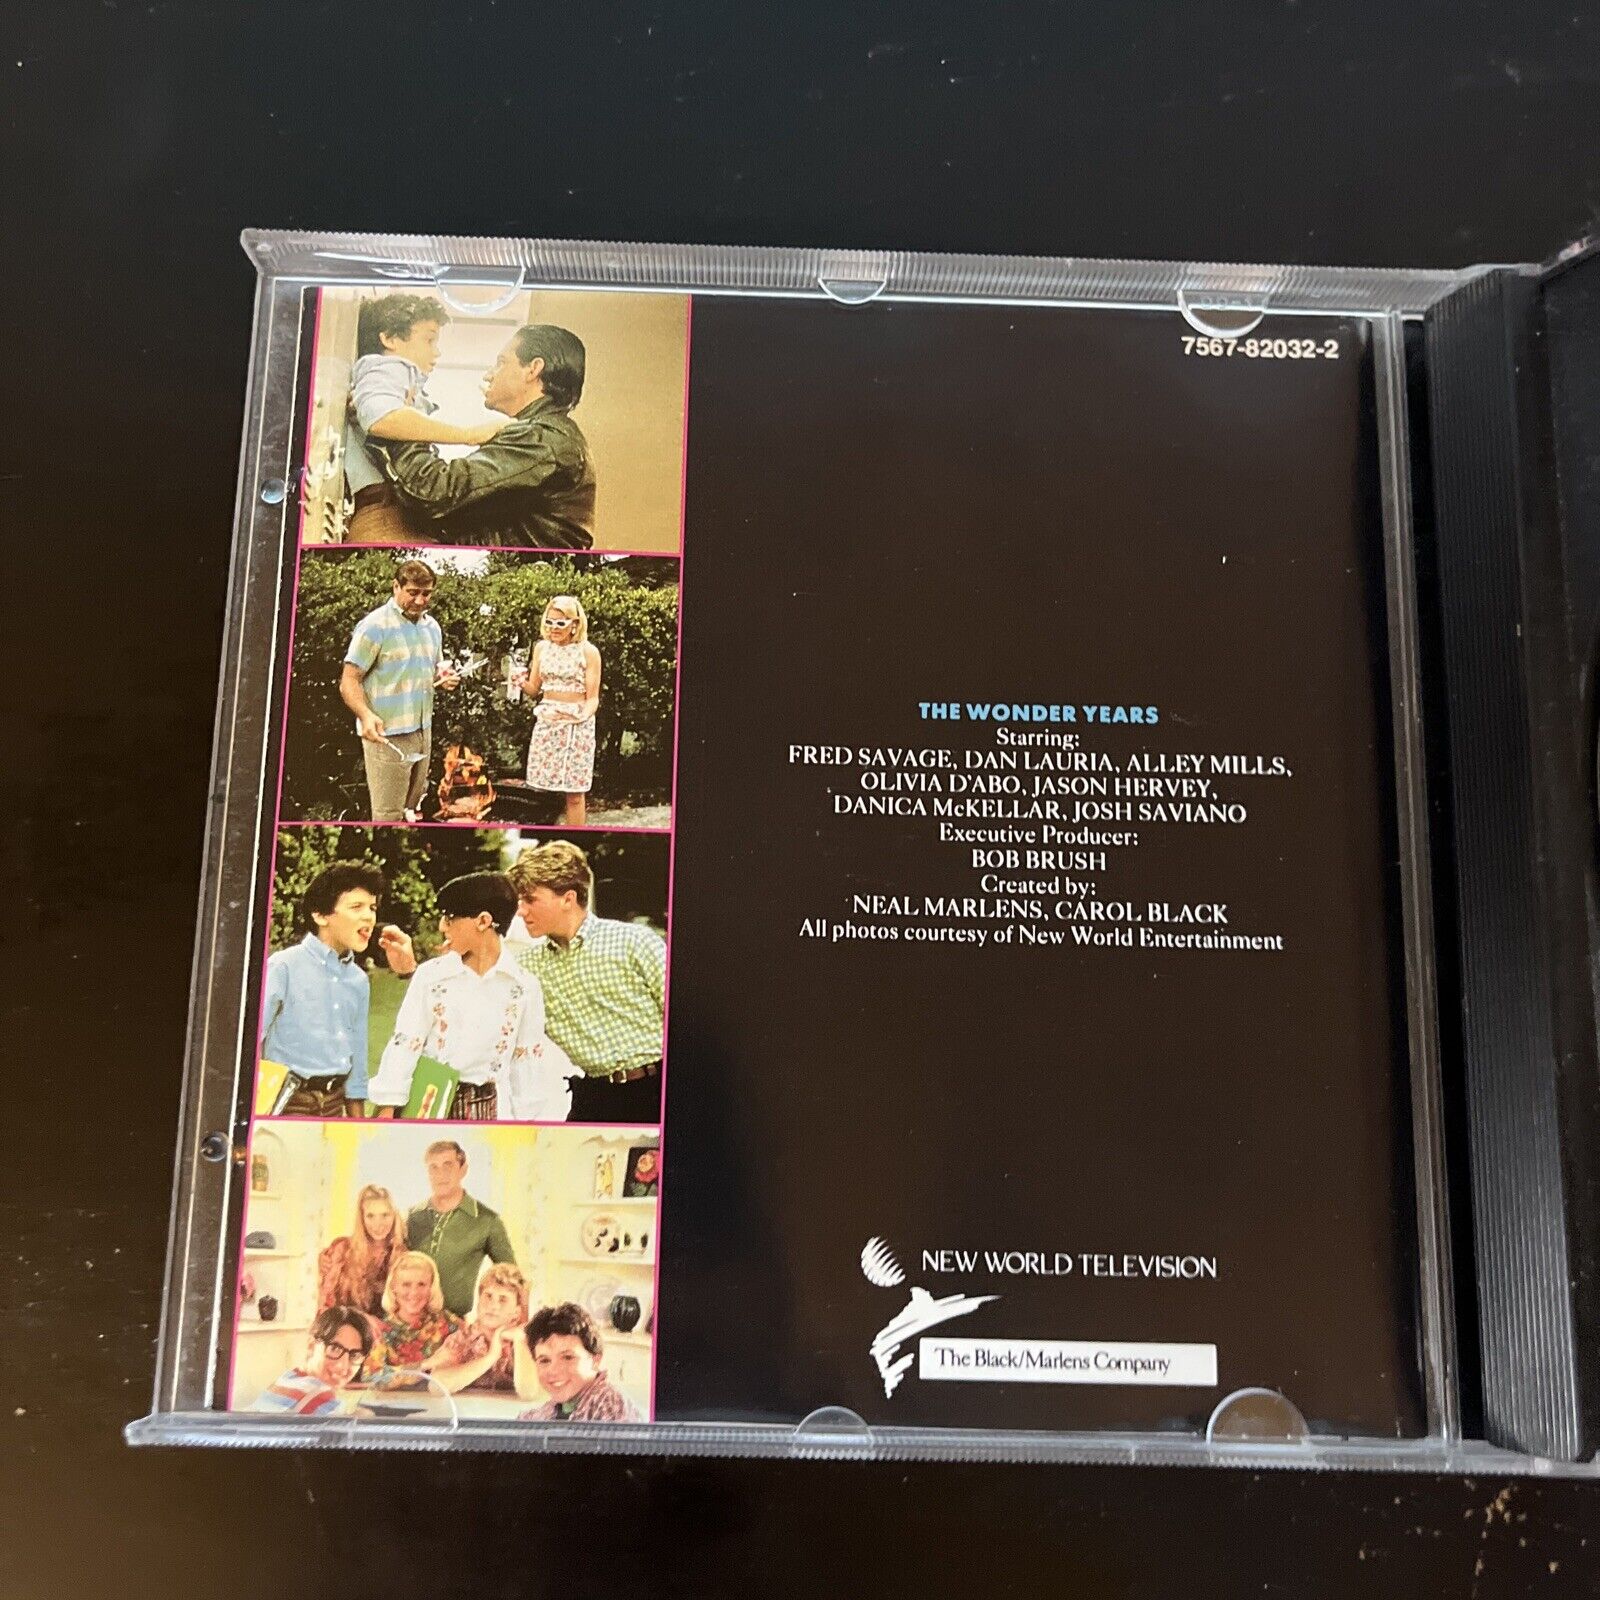 7567-82032-2
THE WONDER YEARS
Starring:
FRED SAVAGE, DAN LAURIA, ALLEY MILLS,
OLIVIA D'ABO, JASON HERVEY,
DANICA McKELLAR, JOSH SAVIANO
Executive Producer:
BOB BRUSH
Created by:
NEAL MARLENS, CAROL BLACK
All photos courtesy of New World Entertainment
NEW WORLD TELEVISION
The Black/Marlens Company